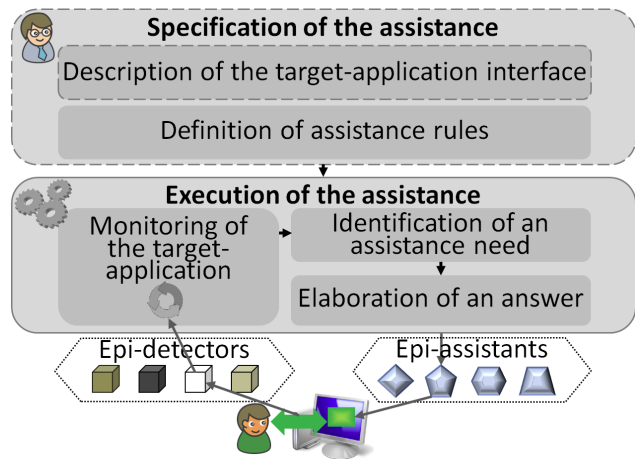 Specification of the assistance
Description of the target-application interface
Definition of assistance rules
Execution of the assistance
Monitoring of
the target-
application
Identification of an
assistance need
Elaboration of an answer
Epi-detectors
Epi-assistants